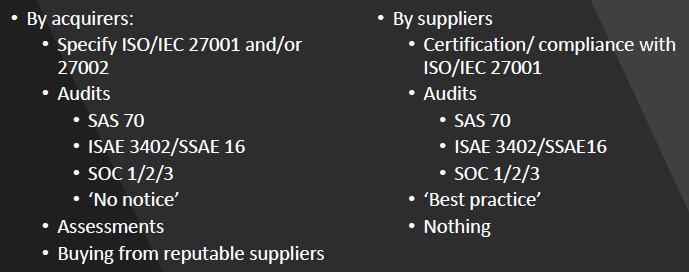 • By acquirers:
• Specify ISO/IEC 27001 and/or
27002
• Audits
• SAS 70
• ISAE 3402/SSAE 16
• SOC 1/2/3
• ‘No notice’
• Assessments
• Buying from reputable suppliers
• By suppliers
• Certification/ compliance with
ISO/IEC 27001
• Audits
• SAS 70
• ISAE 3402/SSAE16
• SOC 1/2/3
• ‘Best practice’
• Nothing